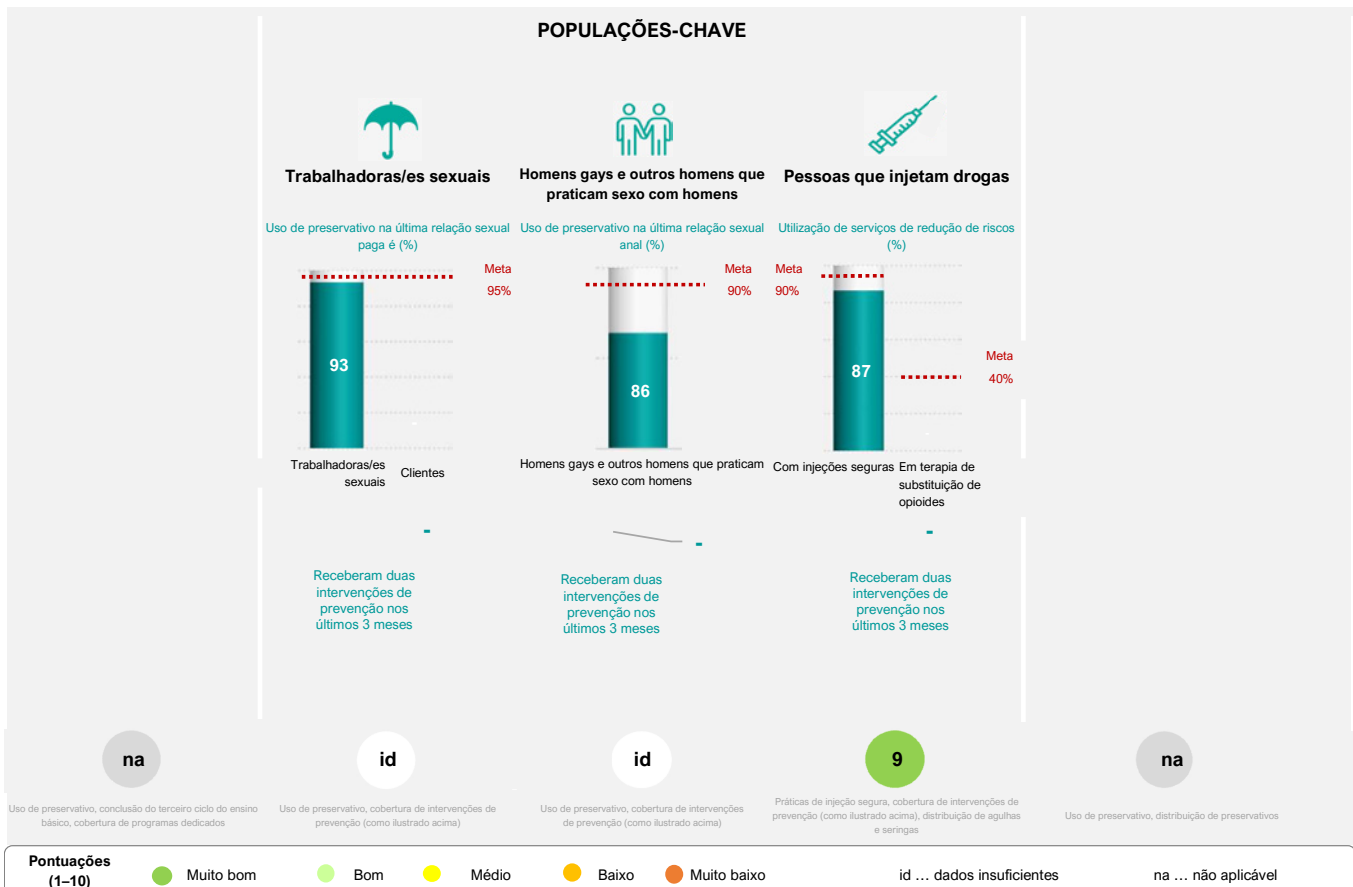 POPULAÇÕES-CHAVE
Trabalhadoras/es sexuais
Homens gays e outros homens que
praticam sexo com homens
Pessoas que injetam drogas
Uso de preservativo na última relação sexual
paga é (%)
Uso de preservativo na última relação sexual
anal (%)
Utilização de serviços de redução de riscos
(%)
Meta
95%
93
Trabalhadoras/es
sexuais
Clientes
Meta
90%
86
Homens gays e outros homens que praticam
sexo com homens
Meta
90%
87
Meta
40%
Com injeções seguras
Em terapia de
substituição de
opioides
-
-
-
Receberam duas
intervenções de
prevenção nos
últimos 3 meses
Receberam duas
intervenções de
prevenção nos
últimos 3 meses
Receberam duas
intervenções de
prevenção nos
últimos 3 meses
na
id
id
9
na
Uso de preservativo, conclusão do terceiro ciclo do ensino
básico, cobertura de programas dedicados
Uso de preservativo, cobertura de intervenções de
prevenção (como ilustrado acima)
Uso de preservativo, cobertura de intervenções
de prevenção (como ilustrado acima)
Práticas de injeção segura, cobertura de intervenções de
prevenção (como ilustrado acima), distribuição de agulhas
e seringas
Uso de preservativo, distribuição de preservativos
Pontuações
(1–10)
Muito bom
Bom
Médio
Baixo
Muito baixo
id … dados insuficientes
na … não aplicável